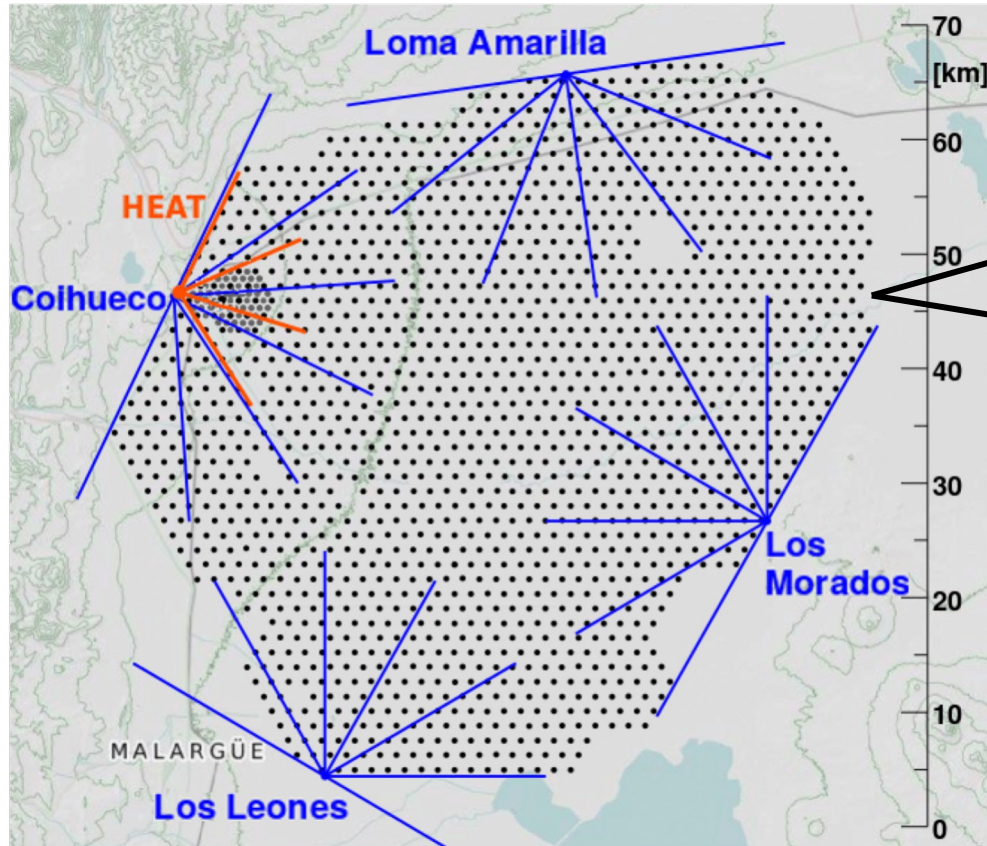 Loma Amarilla
HEAT
Coihueco
Los
Morados
MALARGÜE
Los Leones
70
[km]
60
50
40
30
20
10
0